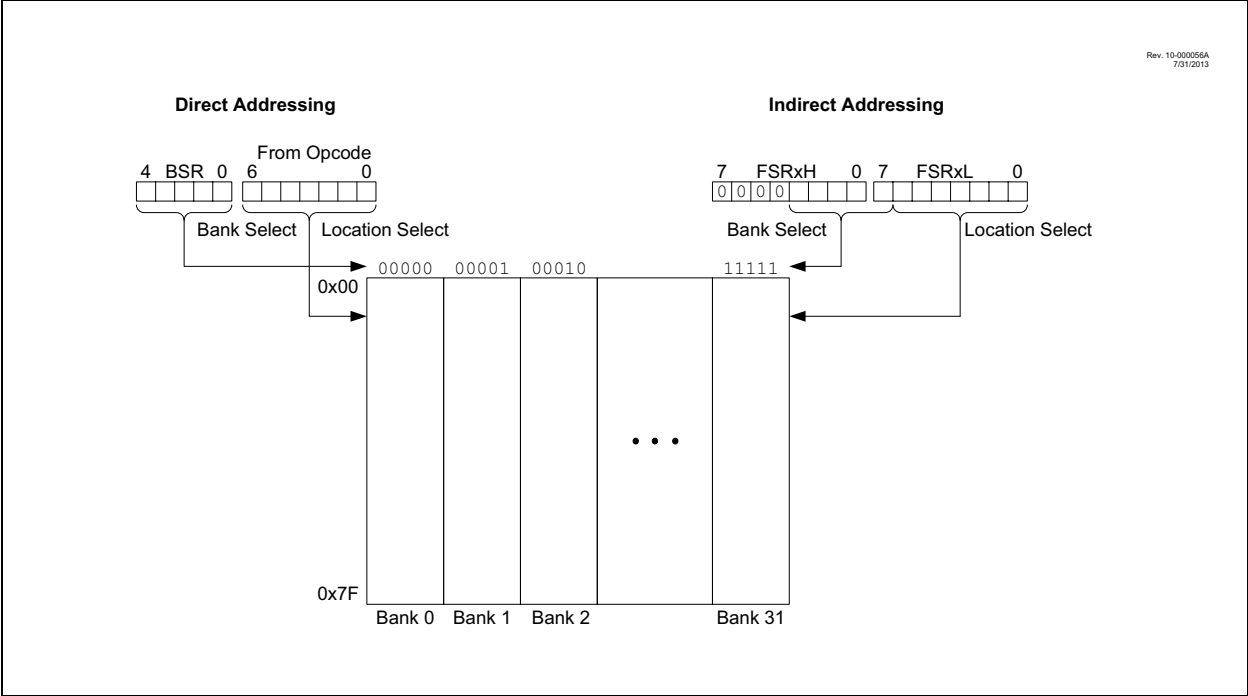 Rev. 10-000056A
7/31/2013
Direct Addressing
Indirect Addressing
From Opcode
4 BSR 0 6 0
7 FSRxH 0 7 FSRxL 0
0 0 0 0
Bank Select Location Select
Bank Select Location Select
00000 00001 00010 11111
0x00
...
0x7F
Bank 0 Bank 1 Bank 2 Bank 31